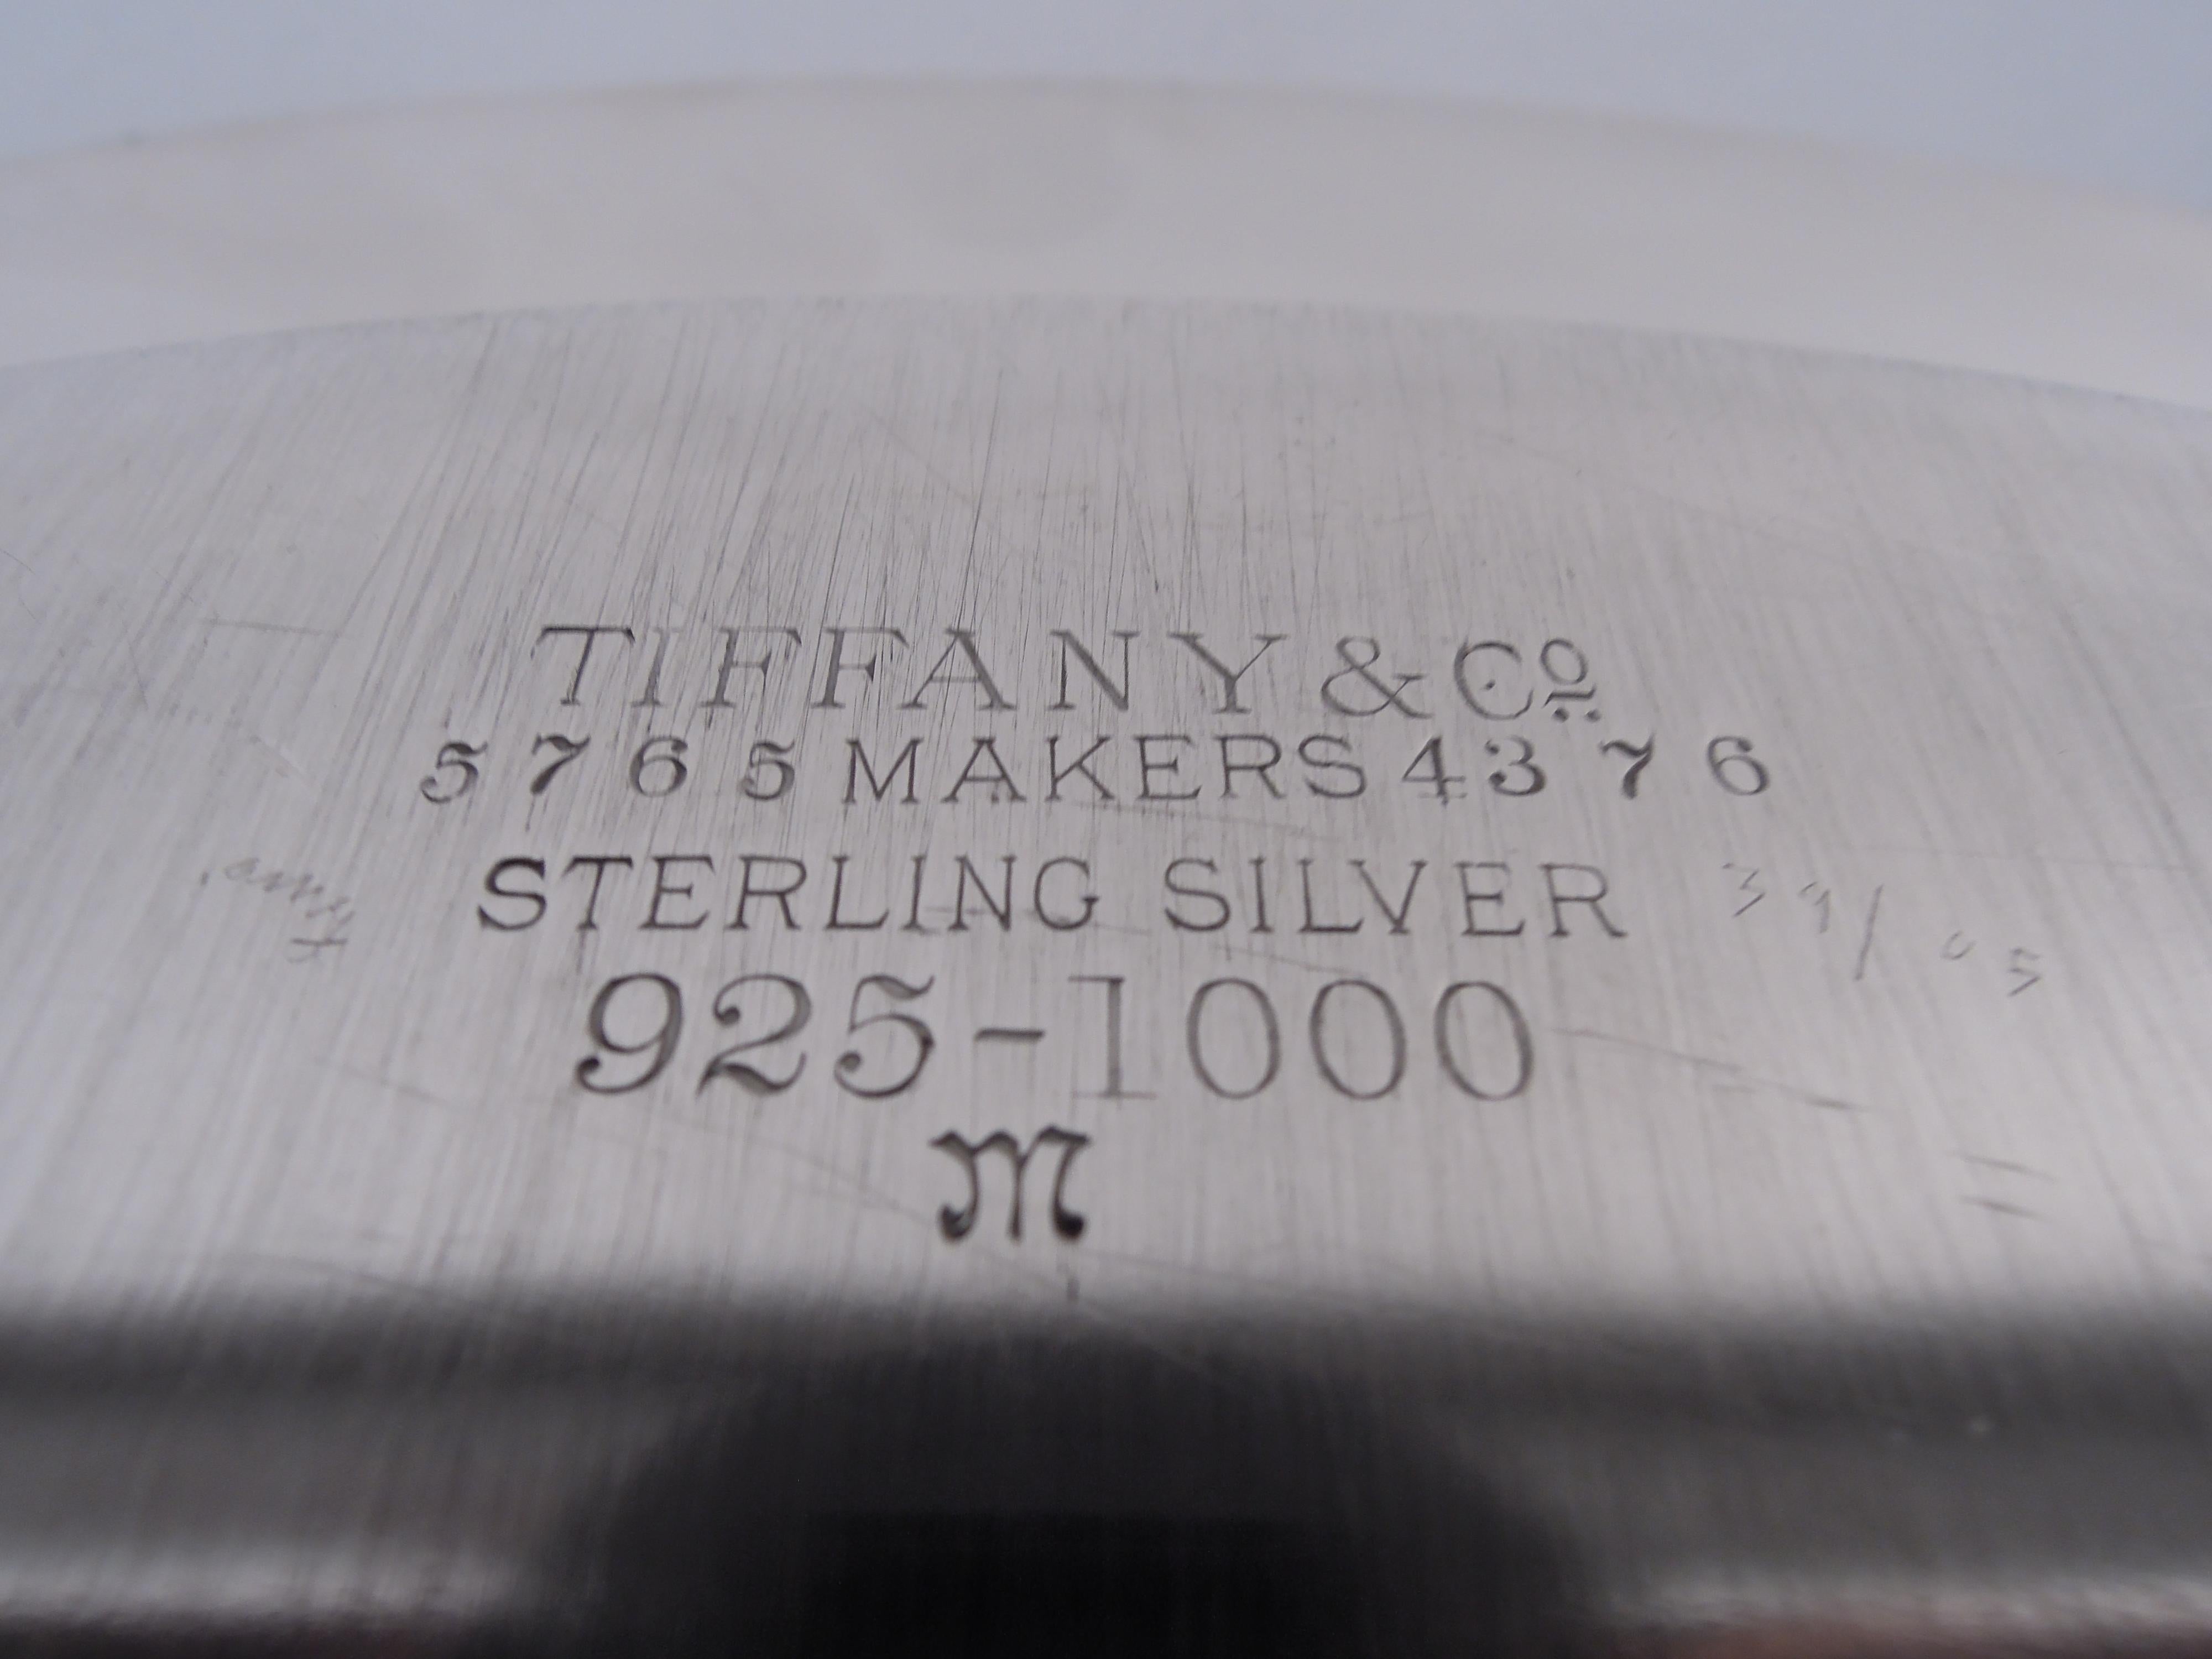 TIFFANY & Cº
5765 MAKERS 4376
STERLING SILVER
925-1000
M